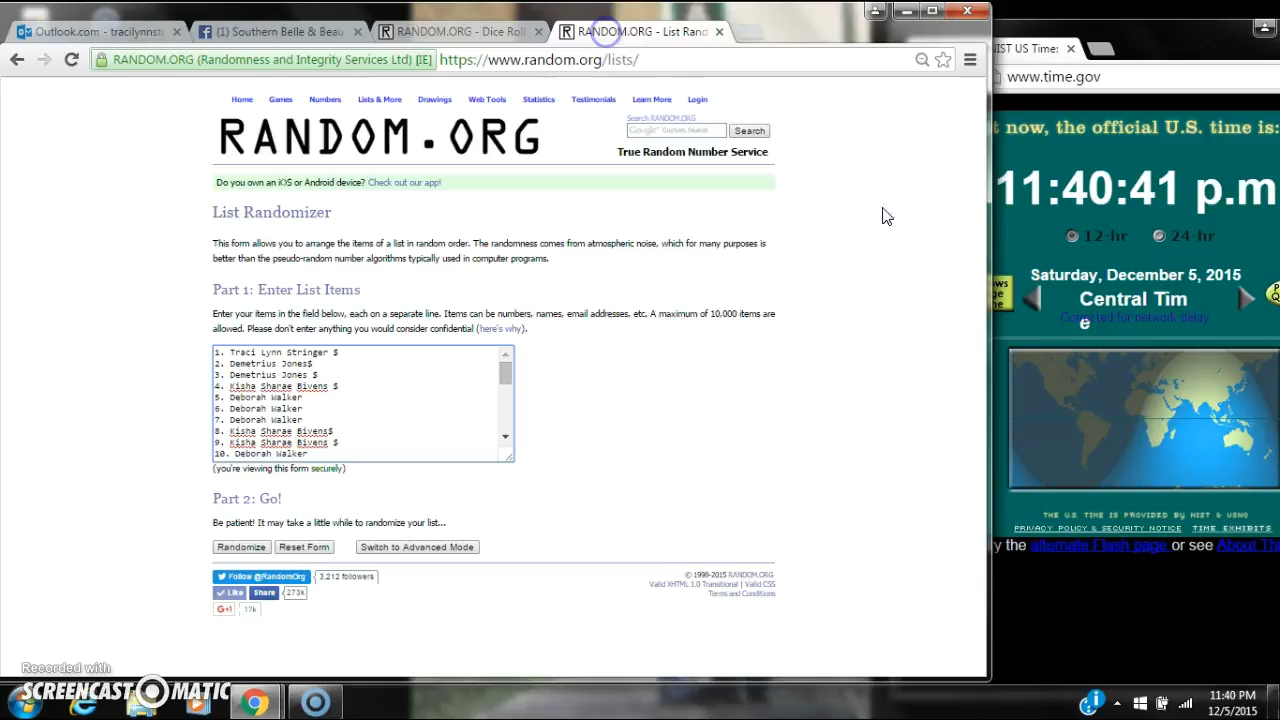 Outlook.com - tracilynnstr
(1) Southern Belle & Beau
RANDOM.ORG - Dice Roll
RANDOM.ORG - List Rand
RANDOM.ORG (Randomness and Integrity Services Ltd) [IE] https://www.random.org/lists/
Home Games Numbers Lists & More Drawings Web Tools Statistics Testimonials Learn More Login
RANDOM.ORG
Search RANDOM.ORG
Google Custom Search
Search
True Random Number Service
Do you own an iOS or Android device? Check out our app!
List Randomizer
This form allows you to arrange the items of a list in random order. The randomness comes from atmospheric noise, which for many purposes is
better than the pseudo-random number algorithms typically used in computer programs.
Part 1: Enter List Items
Enter your items in the field below, each on a separate line. Items can be numbers, names, email addresses, etc. A maximum of 10,000 items are
allowed. Please don't enter anything you would consider confidential (here's why).
1. Traci Lynn Stringer $
2. Demetrius Jones$
3. Demetrius Jones $
4. Kisha Sharae Bivens $
5. Deborah Walker
6. Deborah Walker
7. Deborah Walker
8. Kisha Sharae Bivens$
9. Kisha Sharae Bivens $
10. Deborah Walker
(you're viewing this form securely)
Part 2: Go!
Be patient! It may take a little while to randomize your list...
Randomize Reset Form Switch to Advanced Mode
Follow @RandomOrg 3,212 followers
Like Share 273k
G+1 17k
© 1998-2015 RANDOM.ORG
Valid XHTML 1.0 Transitional | Valid CSS
Terms and Conditions
NIST US Time:
www.time.gov
t now, the official U.S. time is:
11:40:41 p.m
12-hr 24-hr
Saturday, December 5, 2015
Central Tim
e
Corrected for network delay
THE U.S. TIME IS PROVIDED BY NIST & USNO
PRIVACY POLICY & SECURITY NOTICE TIME EXHIBITS
y the alternate Flash page or see About Th
Recorded with
SCREENCAST O MATIC
11:40 PM
12/5/2015